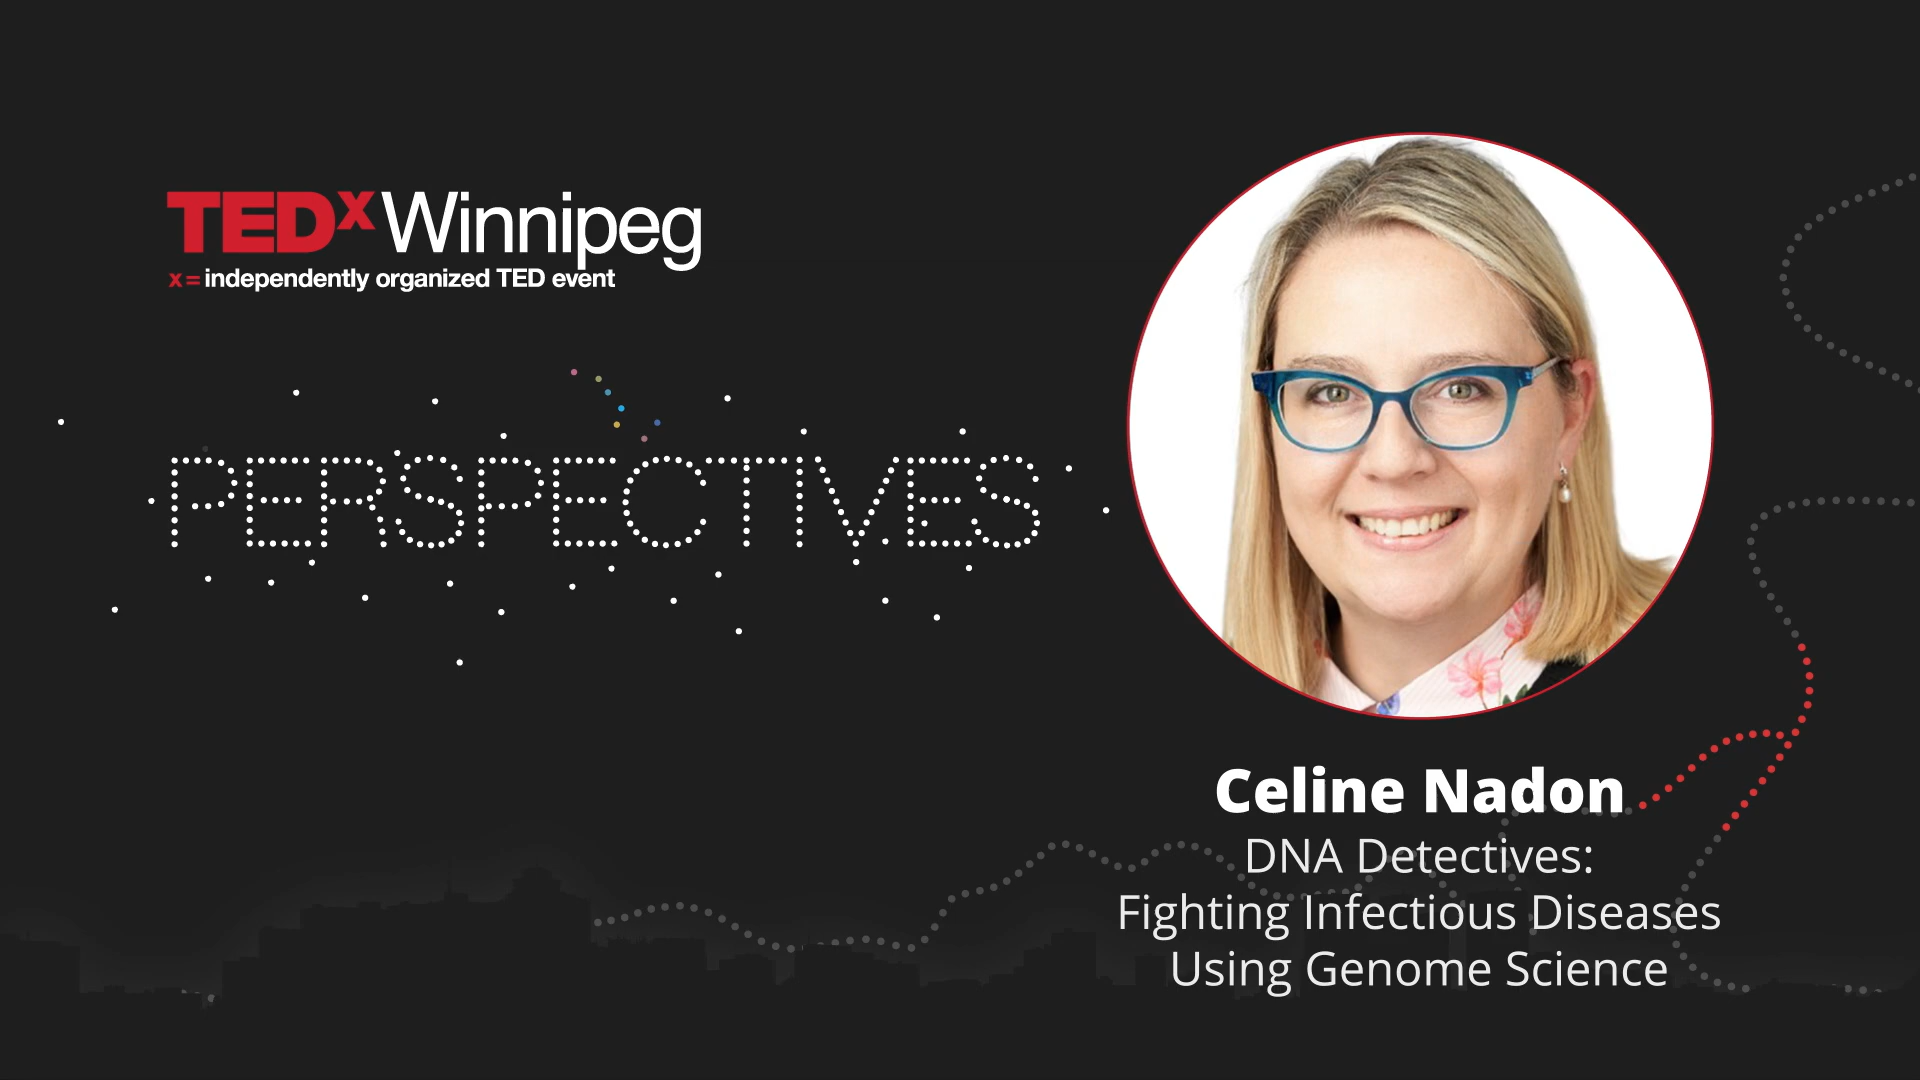 TEDxWinnipeg
x = independently organized TED event
PERSPECTIVES
Celine Nadon
DNA Detectives:
Fighting Infectious Diseases
Using Genome Science